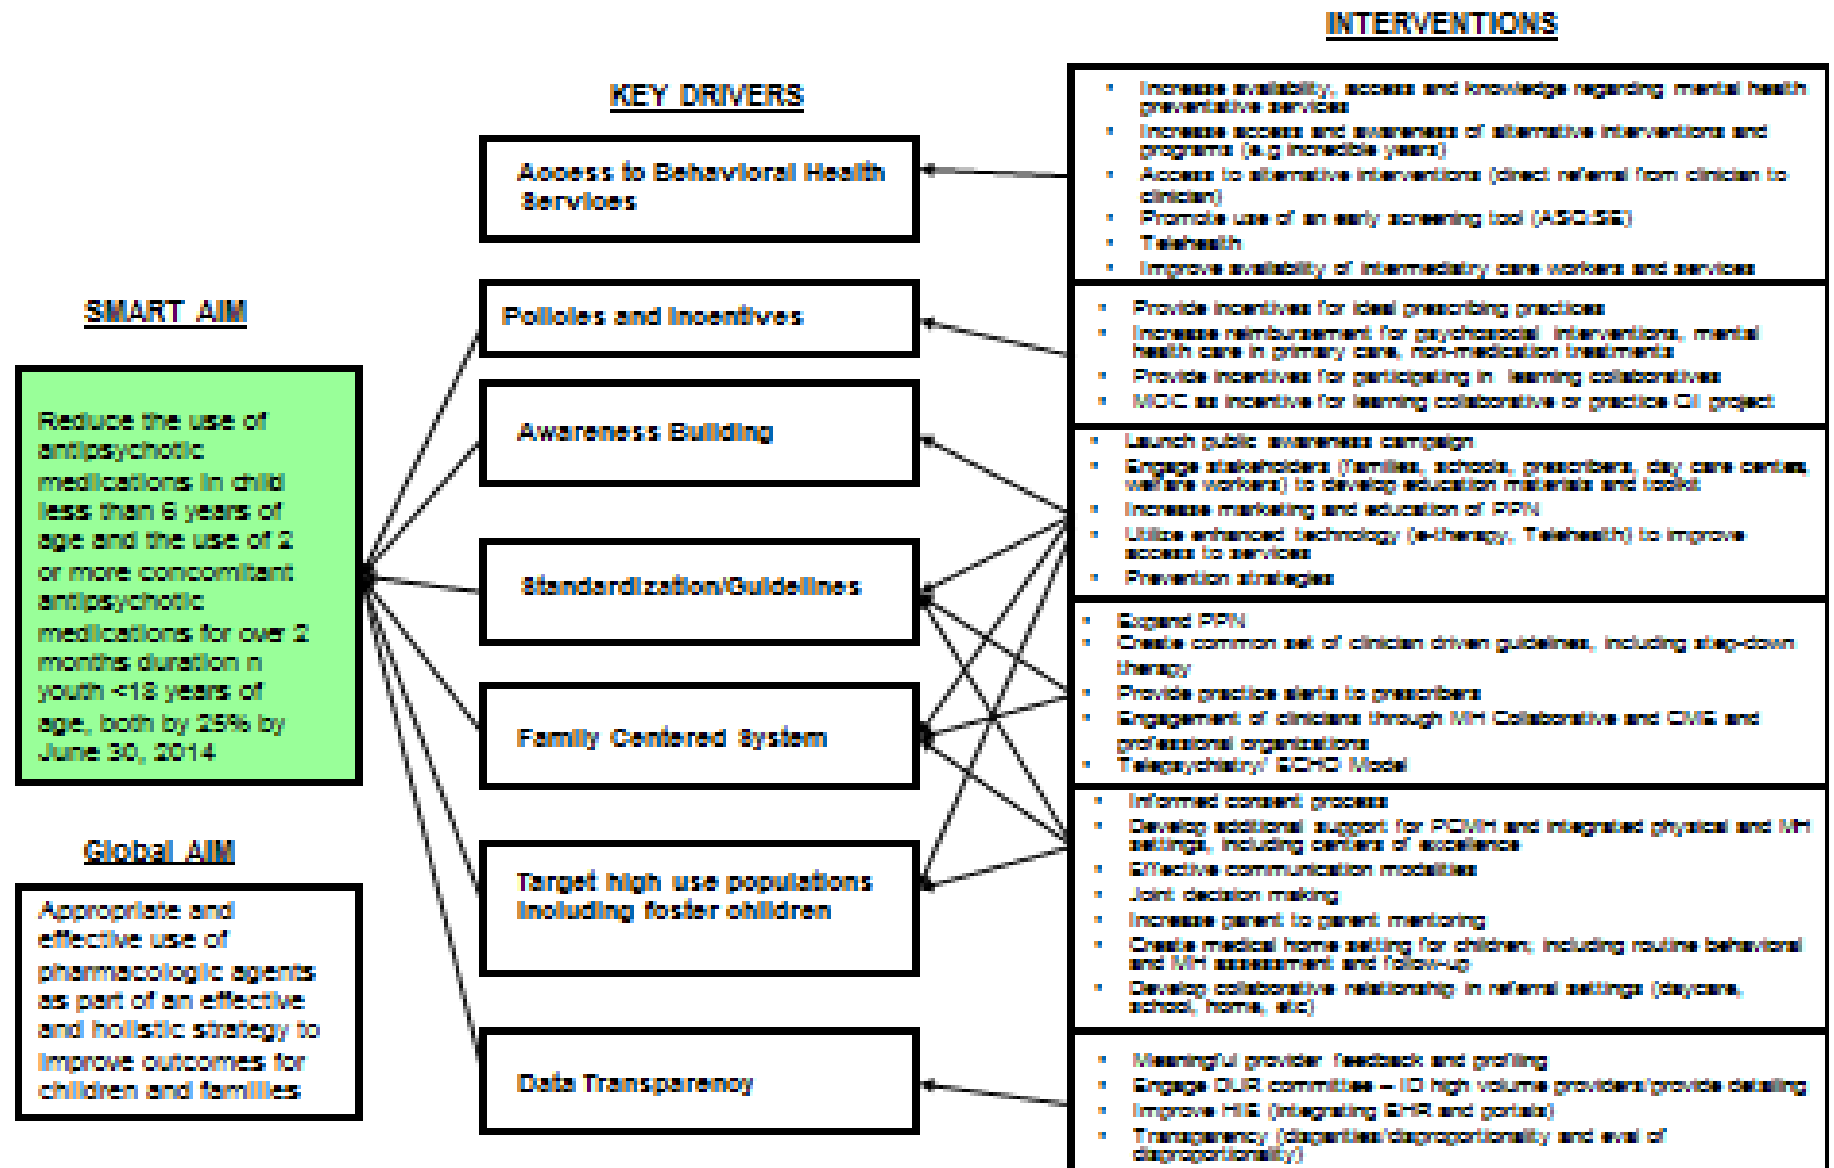 INTERVENTIONS
KEY DRIVERS
SMART AIM
Reduce the use of
antipsychotic
medications in child
less than 6 years of
age and the use of 2
or more concomitant
antipsychotic
medications for over 2
months duration n
youth <18 years of
age, both by 25% by
June 30, 2014
Global AIM
Appropriate and
effective use of
pharmacologic agents
as part of an effective
and holistic strategy to
improve outcomes for
children and families
Access to Behavioral Health
Services
Policies and Incentives
Awareness Building
Standardization/Guidelines
Family Centered System
Target high use populations
including foster children
Data Transparency
• Increase availability, access and knowledge regarding mental health
preventative services
• Increase access and awareness of alternative interventions and
programs (e.g incredible years)
• Access to alternative interventions (direct referral from clinician to
clinician)
• Promote use of an early screening tool (ASQ:SE)
• Telehealth
• Improve availability of intermediatry care workers and services
• Provide incentives for ideal prescribing practices
• Increase reimbursement for psychosocial interventions, mental
health care in primary care, non-medication treatments
• Provide incentives for participating in learning collaboratives
• MOC as incentive for learning collaborative or practice QI project
• Launch public awareness campaign
• Engage stakeholders (families, schools, prescribers, day care center,
welfare workers) to develop education materials and toolkit
• Increase marketing and education of PPN
• Utilize enhanced technology (e-therapy, Telehealth) to improve
access to services
• Prevention strategies
• Expand PPN
• Create common set of clinician driven guidelines, including step-down
therapy
• Provide practice alerts to prescribers
• Engagement of clinicians through MH Collaborative and CME and
professional organizations
• Telepsychiatry/ ECHO Model
• Informed consent process
• Develop additional support for PCMH and integrated physical and MH
settings, including centers of excellence
• Effective communication modalities
• Joint decision making
• Increase parent to parent mentoring
• Create medical home setting for children; including routine behavioral
and MH assessment and follow-up
• Develop collaborative relationship in referral settings (daycare,
school, home, etc)
• Meaningful provider feedback and profiling
• Engage DUR committee – ID high volume providers/provide detailing
• Improve HIE (integrating EHR and portals)
• Transparency (disparities/disproportionality and eval of
disproportionality)